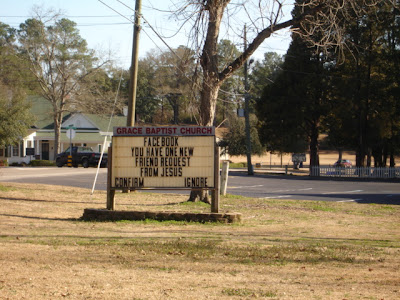 GRACE BAPTIST CHURCH
FACEBOOK
YOU HAVE ONE NEW
FRIEND REQUEST
FROM JESUS
CONFIRM IGNORE